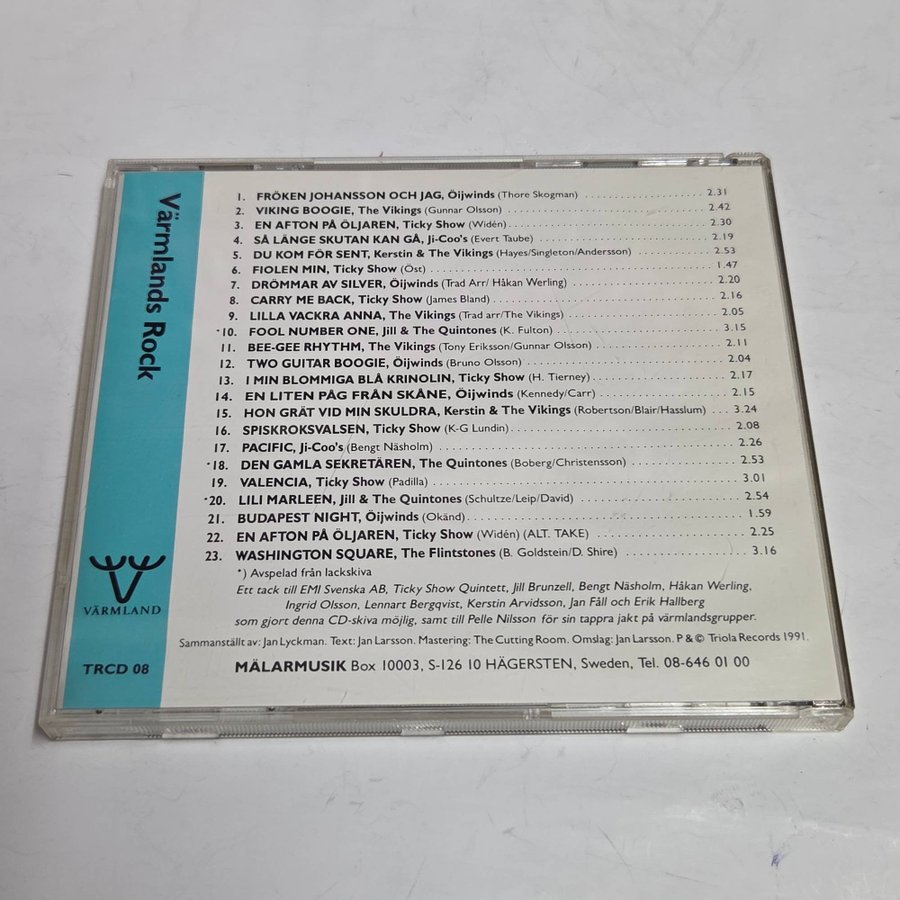 Värmlands Rock
VÄRMLAND
TRCD 08
1. FRÖKEN JOHANSSON OCH JAG, Öijwinds (Thore Skogman) 2.31
2. VIKING BOOGIE, The Vikings (Gunnar Olsson) 2.42
3. EN AFTON PÅ ÖLJAREN, Ticky Show (Widén) 2.30
4. SÅ LÄNGE SKUTAN KAN GÅ, Ji-Coo's (Evert Taube) 2.19
5. DU KOM FÖR SENT, Kerstin & The Vikings (Hayes/Singleton/Andersson) 2.53
6. FIOLEN MIN, Ticky Show (Öst) 1.47
7. DRÖMMAR AV SILVER, Öijwinds (Trad Arr/ Håkan Werling) 2.20
8. CARRY ME BACK, Ticky Show (James Bland) 2.16
9. LILLA VACKRA ANNA, The Vikings (Trad arr/The Vikings) 2.05
*10. FOOL NUMBER ONE, Jill & The Quintones (K. Fulton) 3.15
11. BEE-GEE RHYTHM, The Vikings (Tony Eriksson/Gunnar Olsson) 2.11
12. TWO GUITAR BOOGIE, Öijwinds (Bruno Olsson) 2.04
13. I MIN BLOMMIGA BLÅ KRINOLIN, Ticky Show (H. Tierney) 2.17
14. EN LITEN PÅG FRÅN SKÅNE, Öijwinds (Kennedy/Carr) 2.15
15. HON GRÄT VID MIN SKULDRA, Kerstin & The Vikings (Robertson/Blair/Hasslum) 3.24
16. SPISKROKSVALSEN, Ticky Show (K-G Lundin) 2.08
17. PACIFIC, Ji-Coo's (Bengt Näsholm) 2.26
*18. DEN GAMLA SEKRETÄREN, The Quintones (Boberg/Christensson) 2.53
19. VALENCIA, Ticky Show (Padilla) 3.01
*20. LILI MARLEEN, Jill & The Quintones (Schultze/Leip/David) 2.54
21. BUDAPEST NIGHT, Öijwinds (Okänd) 1.59
22. EN AFTON PÅ ÖLJAREN, Ticky Show (Widén) (ALT. TAKE) 2.25
23. WASHINGTON SQUARE, The Flintstones (B. Goldstein/D. Shire) 3.16
*) Avspelad från lackskiva
Ett tack till EMI Svenska AB, Ticky Show Quintett, Jill Brunzell, Bengt Näsholm, Håkan Werling,
Ingrid Olsson, Lennart Bergqvist, Kerstin Arvidsson, Jan Fåll och Erik Hallberg
som gjort denna CD-skiva möjlig, samt till Pelle Nilsson för sin tappra jakt på värmlandsgrupper.
Sammanställt av: Jan Lyckman. Text: Jan Larsson. Mastering: The Cutting Room. Omslag: Jan Larsson. P & © Triola Records 1991.
MÄLARMUSIK Box 10003, S-126 10 HÄGERSTEN, Sweden, Tel. 08-646 01 00